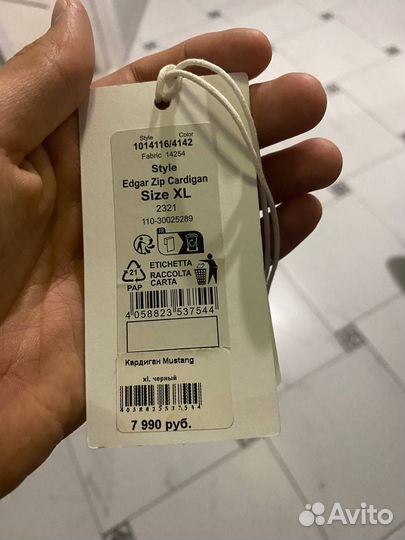 Style Color
1014116/4142
Fabric 14254
Style
Edgar Zip Cardigan
Size XL
2321
110-30025289
FR
21
PAP
ETICHETTA
RACCOLTA
CARTA
4 058823 537544
Кардиган Mustang
xl, черный
7 990 руб.
Avito